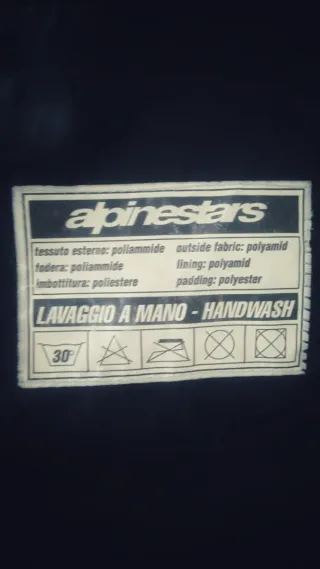 alpinestars
tessuto esterno: poliammide outside fabric: polyamid
fodera: poliammide lining: polyamid
imbottitura: poliestere padding: polyester
LAVAGGIO A MANO - HANDWASH
30°